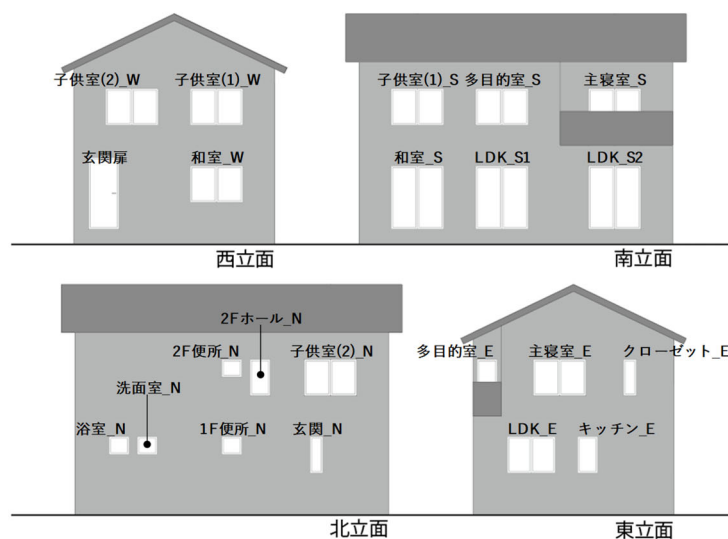 子供室(2)_W
子供室(1)_W
玄関扉
和室_W
西立面
子供室(1)_S
多目的室_S
主寝室_S
和室_S
LDK_S1
LDK_S2
南立面
2Fホール_N
2F便所_N
子供室(2)_N
洗面室_N
浴室_N
1F便所_N
玄関_N
北立面
多目的室_E
主寝室_E
クローゼット_E
LDK_E
キッチン_E
東立面